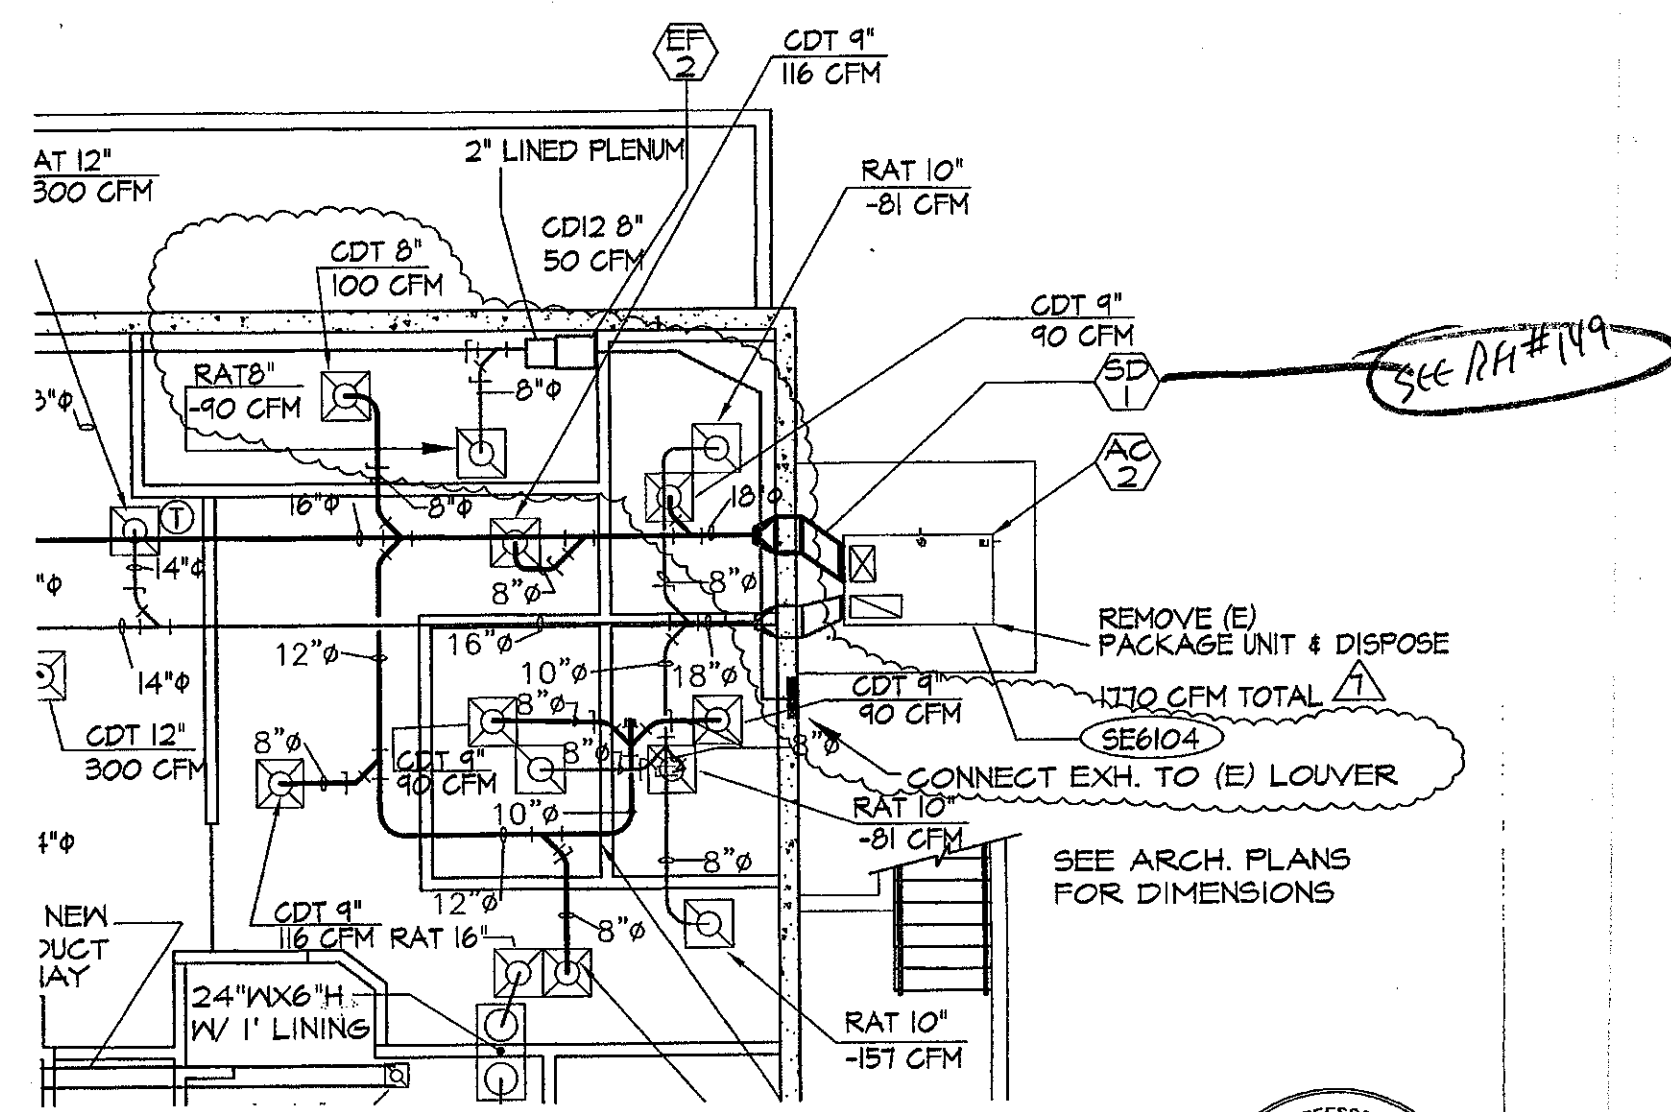 EF
2
CDT 9"
116 CFM
AT 12"
300 CFM
2" LINED PLENUM
RAT 10"
-81 CFM
CD12 8"
50 CFM
CDT 8"
100 CFM
CDT 9"
90 CFM
SD
1
SEE RFI #149
RAT8"
-90 CFM
8"φ
AC
2
16"φ
8"φ
18"φ
T
14"φ
8"φ
8"φ
"φ
REMOVE (E)
PACKAGE UNIT & DISPOSE
16"φ
12"φ
10"φ
18"φ
14"φ
1770 CFM TOTAL
7
CDT 9"
90 CFM
8"φ
SE6104
CDT 12"
300 CFM
8"φ
CDT 9"
90 CFM
8"φ
8"φ
CONNECT EXH. TO (E) LOUVER
RAT 10"
-81 CFM
10"φ
8"φ
SEE ARCH. PLANS
FOR DIMENSIONS
12"φ
NEW
DUCT
CDT 9"
116 CFM
RAT 16"
8"φ
24"WX6"H
W/ 1' LINING
RAT 10"
-157 CFM